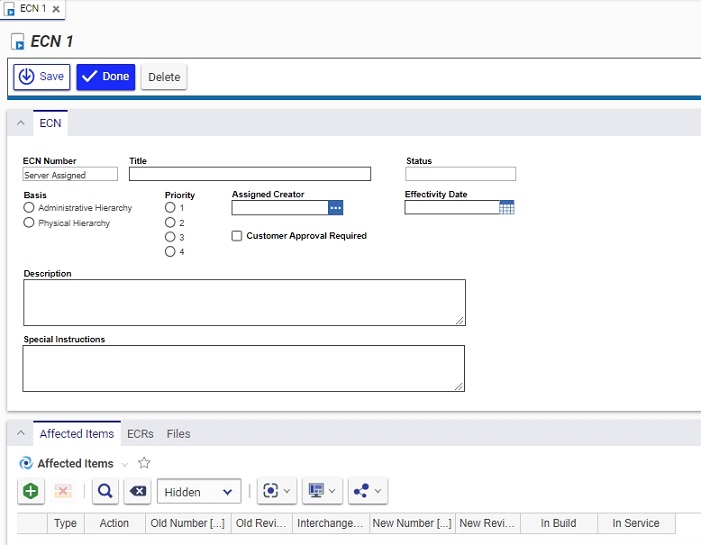 ECN 1
ECN 1
Save Done Delete
ECN
ECN Number Title Status
Server Assigned
Basis Priority Assigned Creator Effectivity Date
Administrative Hierarchy 1
Physical Hierarchy 2
3 Customer Approval Required
4
Description
Special Instructions
Affected Items ECRs Files
Affected Items
Hidden
Type Action Old Number [...] Old Revi... Interchange... New Number [...] New Revi... In Build In Service